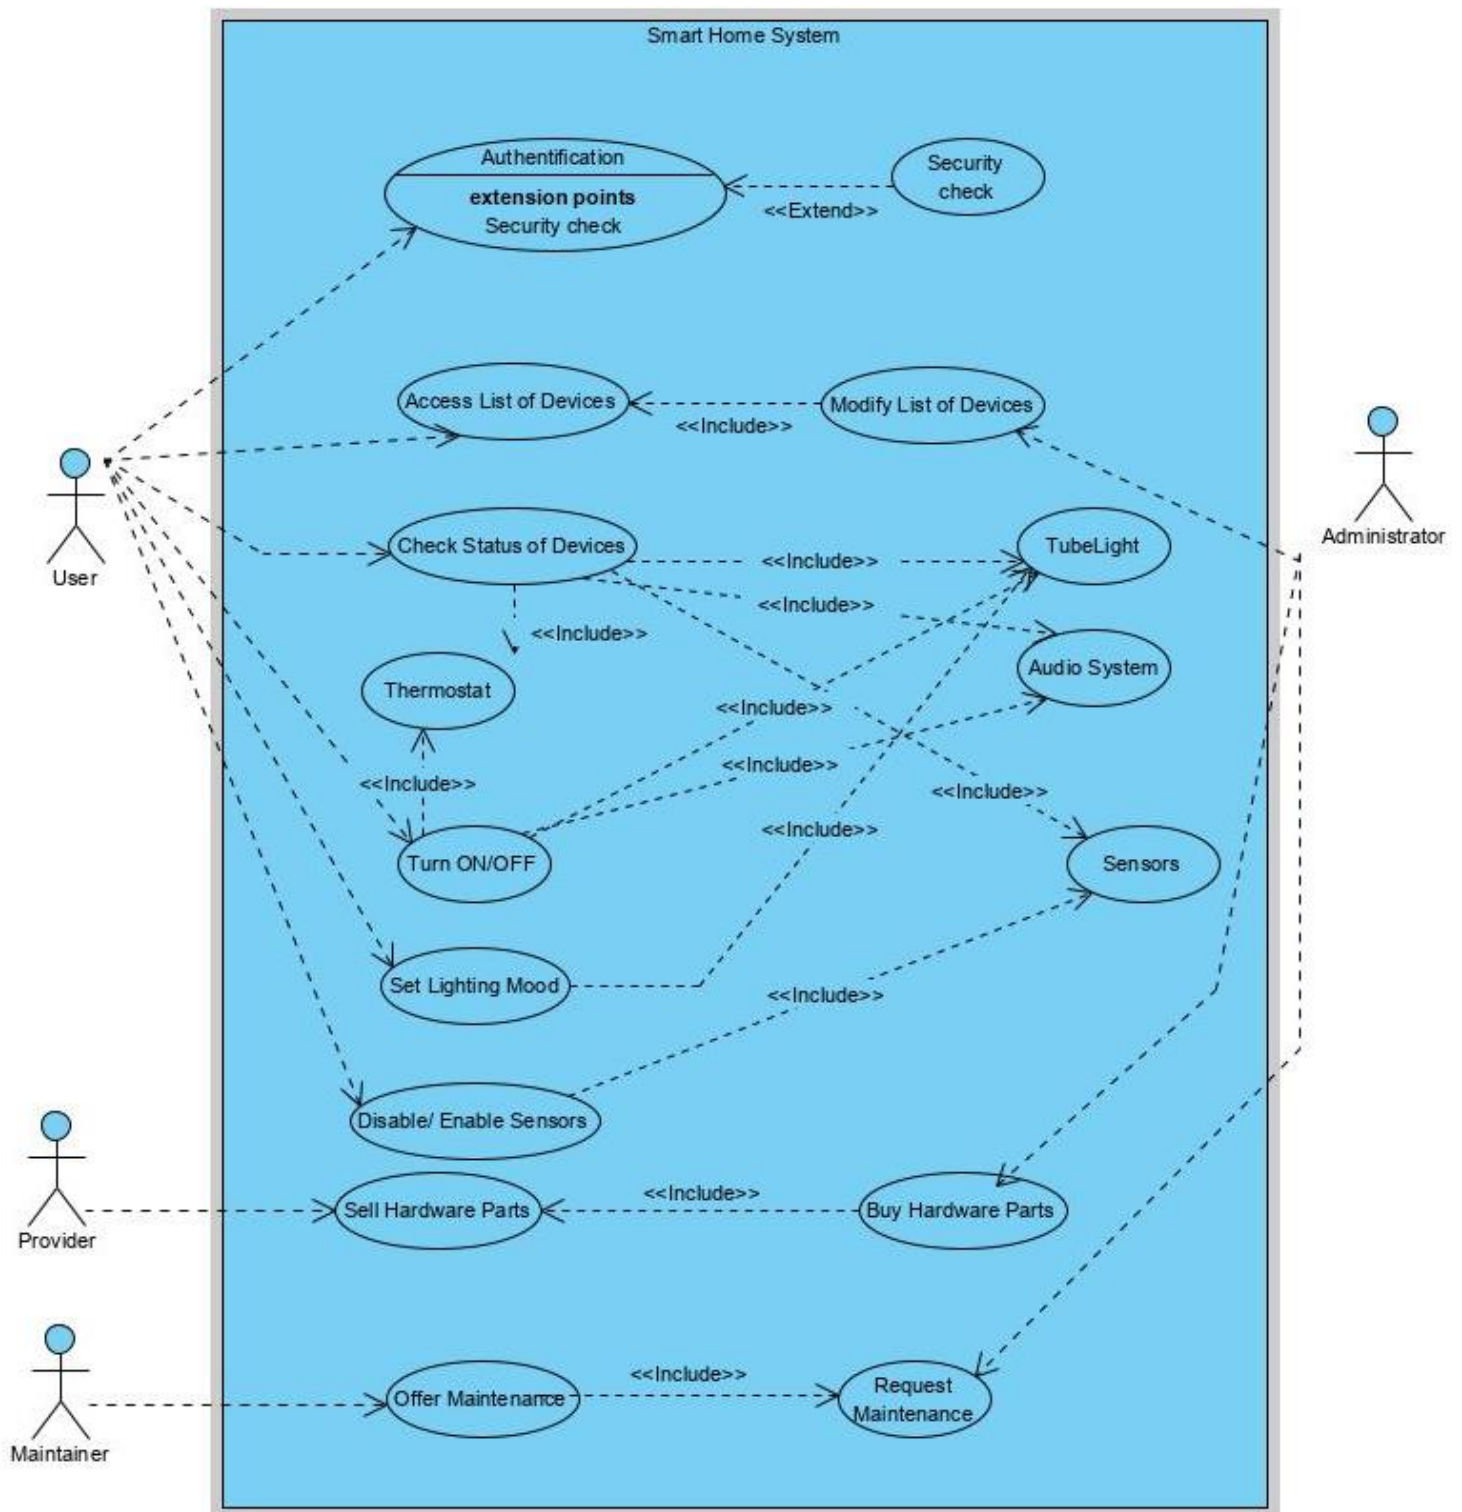 Smart Home System
Authentification
extension points
Security check
Security
check
<<Extend>>
Access List of Devices
Modify List of Devices
<<Include>>
User
Administrator
Check Status of Devices
<<Include>>
TubeLight
<<Include>>
<<Include>>
Thermostat
Audio System
<<Include>>
<<Include>>
<<Include>>
<<Include>>
<<Include>>
Turn ON/OFF
Sensors
Set Lighting Mood
<<Include>>
Disable/ Enable Sensors
Provider
Sell Hardware Parts
<<Include>>
Buy Hardware Parts
Maintainer
Offer Maintenance
<<Include>>
Request
Maintenance